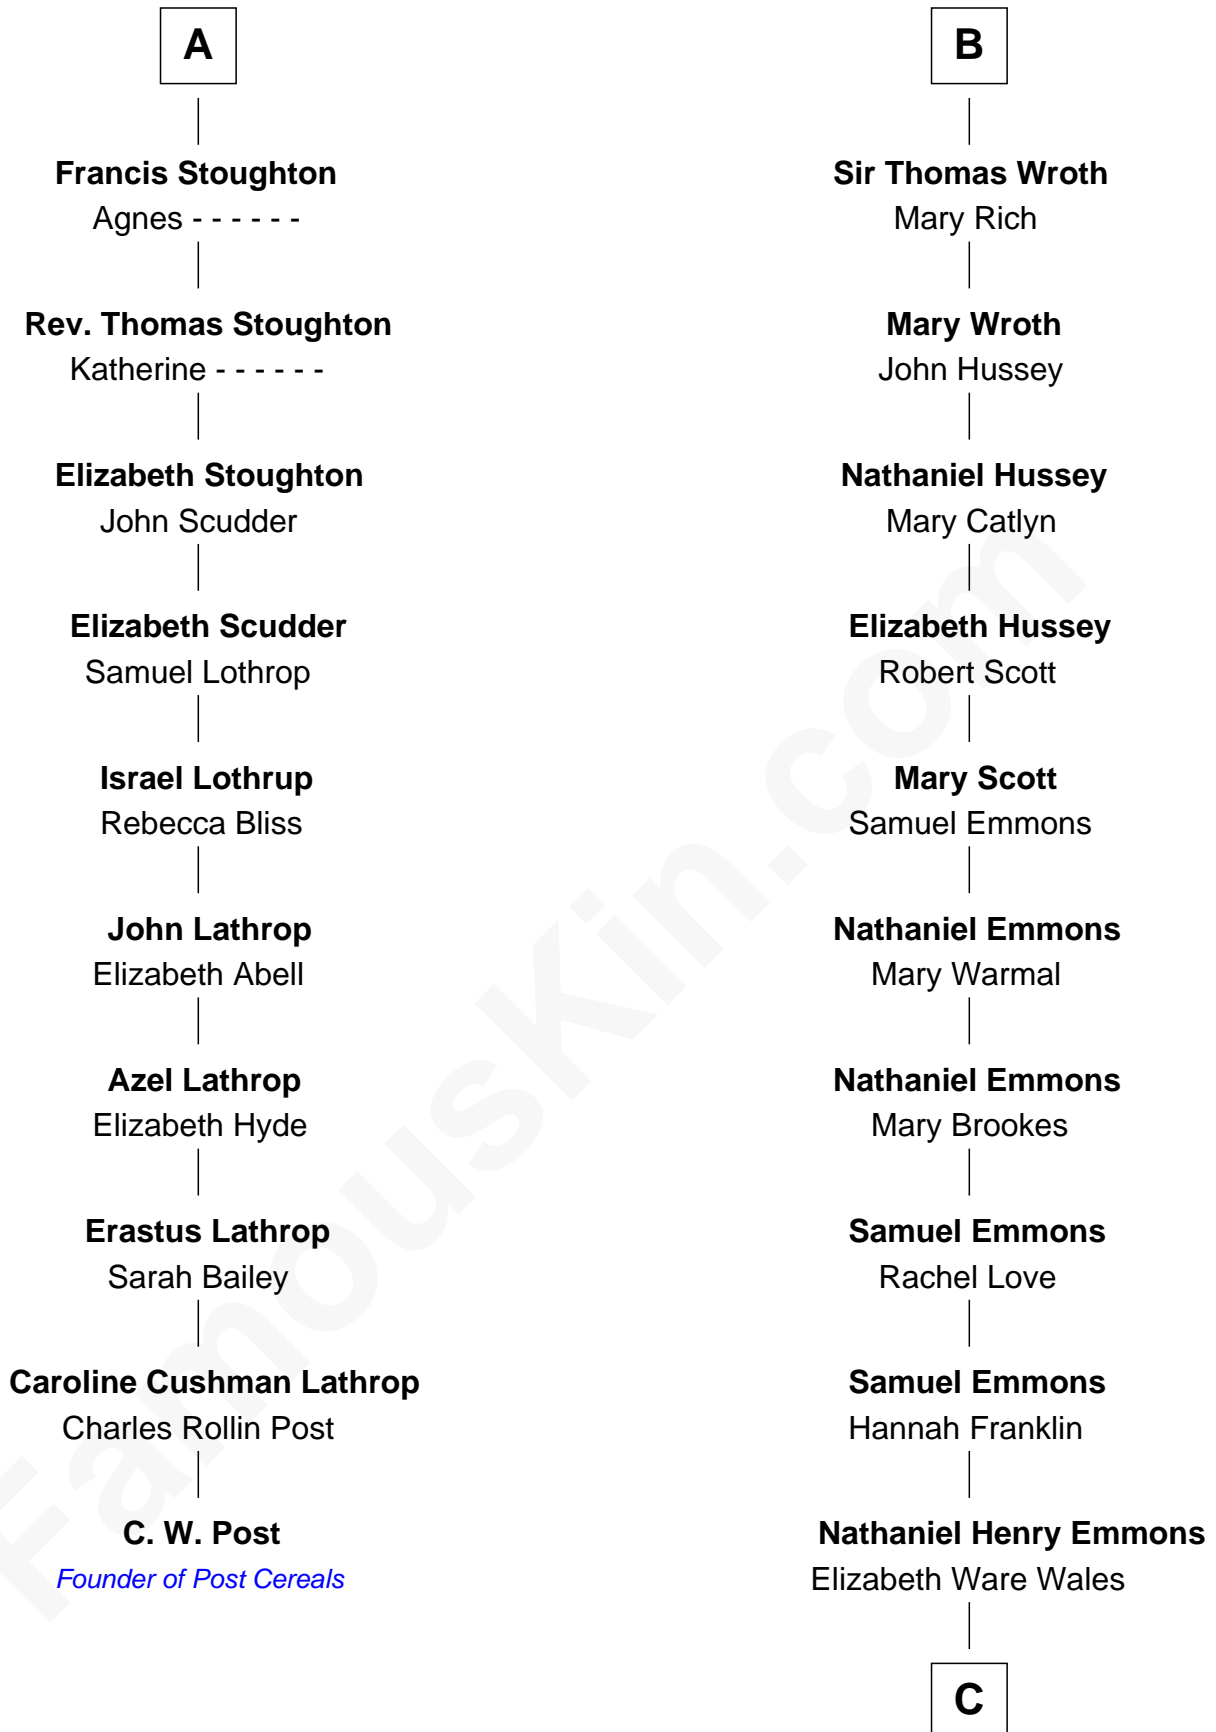 A
Francis Stoughton
Agnes - - - - - -
Rev. Thomas Stoughton
Katherine - - - - - -
Elizabeth Stoughton
John Scudder
Elizabeth Scudder
Samuel Lothrop
Israel Lothrup
Rebecca Bliss
John Lathrop
Elizabeth Abell
Azel Lathrop
Elizabeth Hyde
Erastus Lathrop
Sarah Bailey
Caroline Cushman Lathrop
Charles Rollin Post
C. W. Post
Founder of Post Cereals
B
Sir Thomas Wroth
Mary Rich
Mary Wroth
John Hussey
Nathaniel Hussey
Mary Catlyn
Elizabeth Hussey
Robert Scott
Mary Scott
Samuel Emmons
Nathaniel Emmons
Mary Warmal
Nathaniel Emmons
Mary Brookes
Samuel Emmons
Rachel Love
Samuel Emmons
Hannah Franklin
Nathaniel Henry Emmons
Elizabeth Ware Wales
C
FamousKin.com